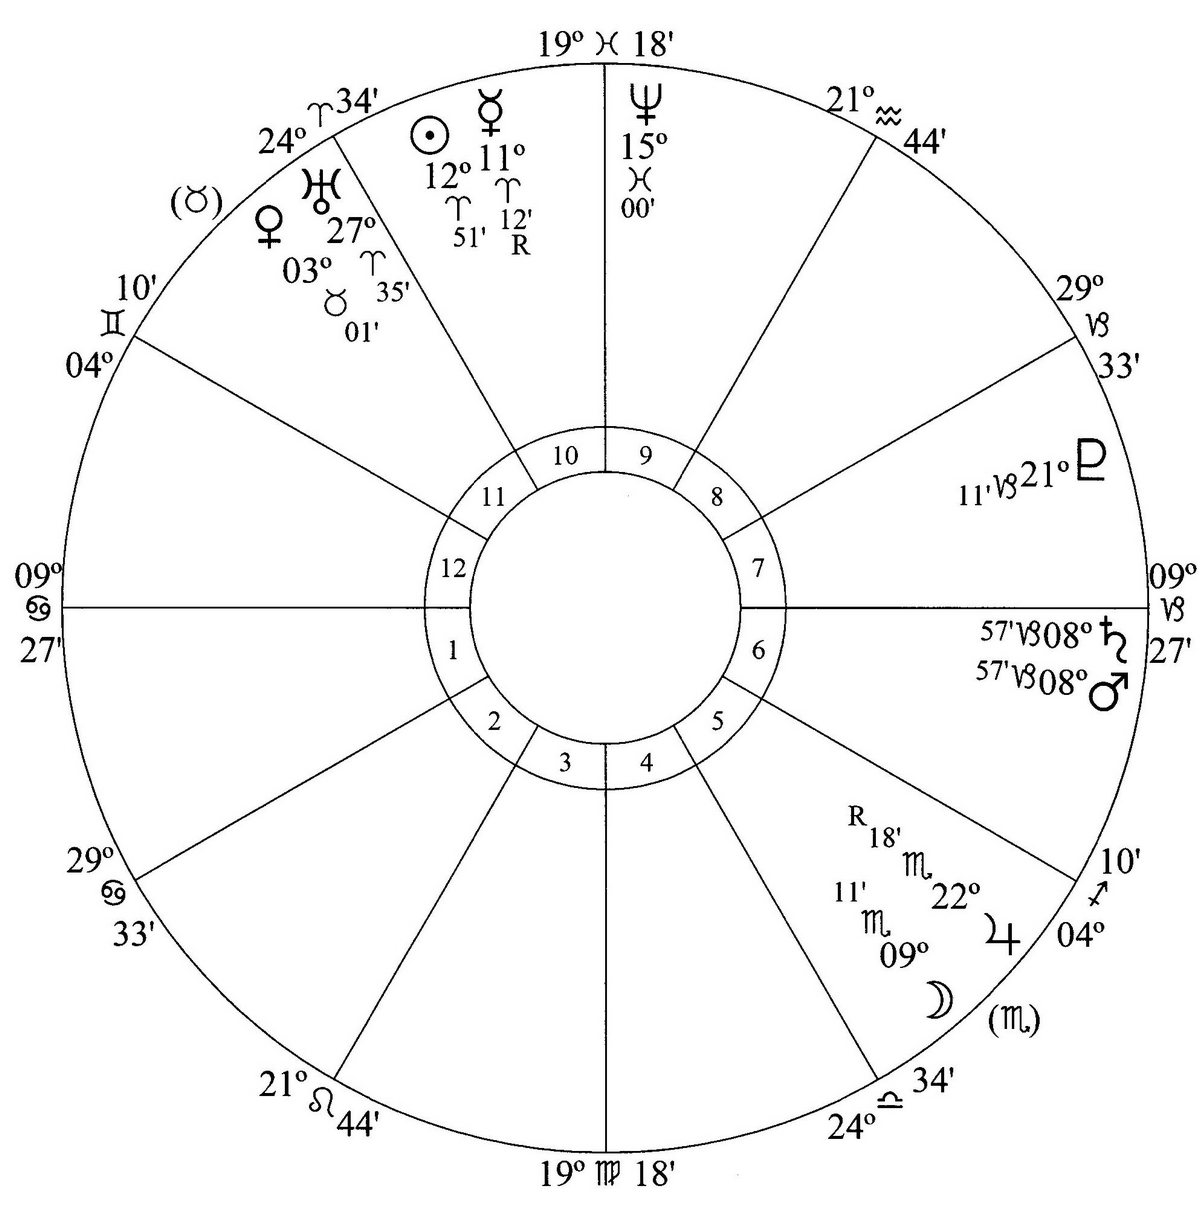 19º ♓ 18'
24º ♈ 34'
21º ♒ 44'
☉
12º
♈
51'
☿
11º
♈
12'
R
♆
15º
♓
00'
(♉)
♅
27º
♈
35'
♀
03º
♉
01'
10'
♊
04º
29º
♑
33'
11' ♑ 21º ♇
10
9
11
8
12
7
1
6
2
5
3
4
09º
♋
27'
09º
♑
27'
57' ♑ 08º ♄
57' ♑ 08º ♂
R
18'
♏
22º
♃
11'
♏
09º
☽
29º
♋
33'
10'
♐
04º
(♏)
21º ♌ 44'
34'
♎
24º
19º ♍ 18'